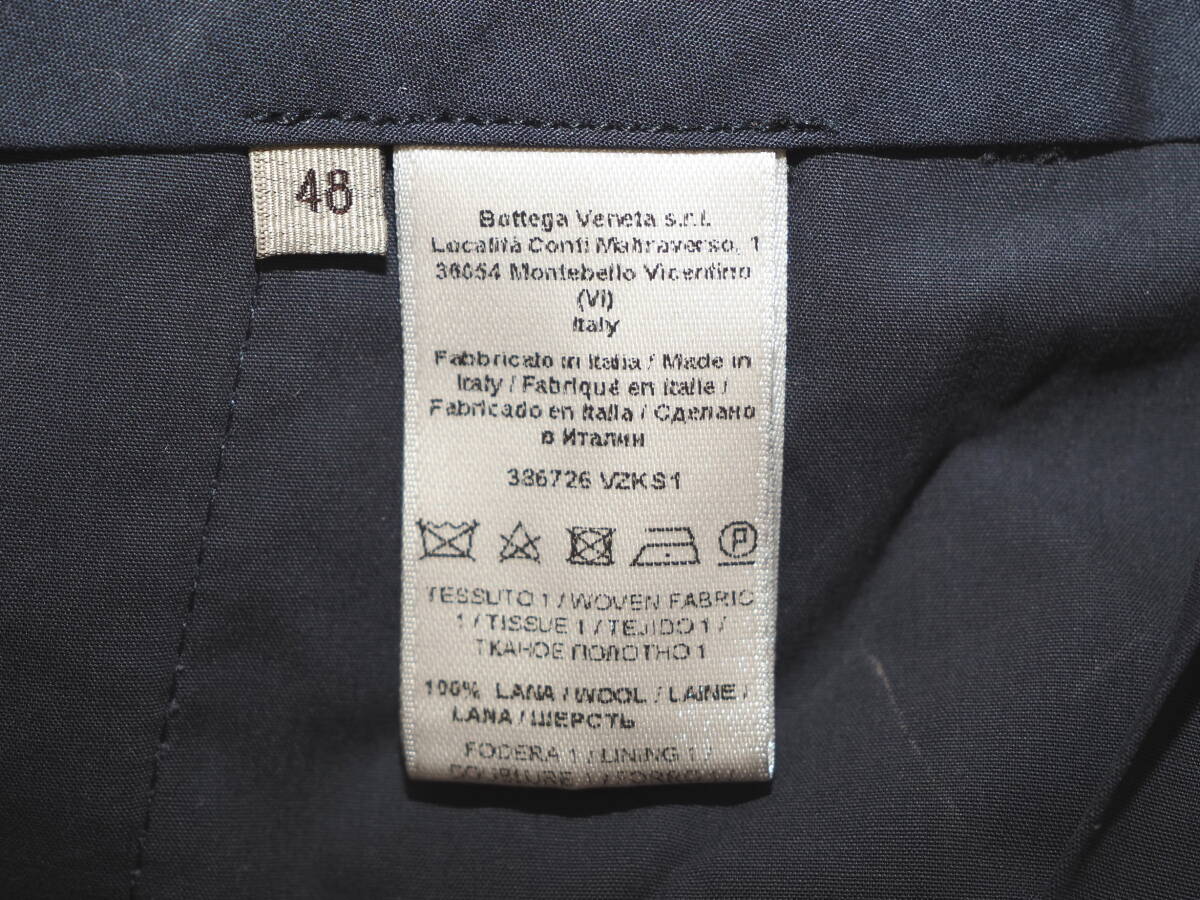 48
Bottega Veneta s.r.l.
Località Conti Maltraverso, 1
36054 Montebello Vicentino
(VI)
Italy
Fabbricato in Italia / Made in
Italy / Fabriqué en Italie /
Fabricado en Italia / Сделано
в Италии
386726 VZKS1
P
TESSUTO 1 / WOVEN FABRIC
1 / TISSUE 1 / TEJIDO 1 /
ТКАНОЕ ПОЛОТНО 1
100% LANA / WOOL / LAINE /
LANA / ШЕРСТЬ
FODERA 1 / LINING 1 /